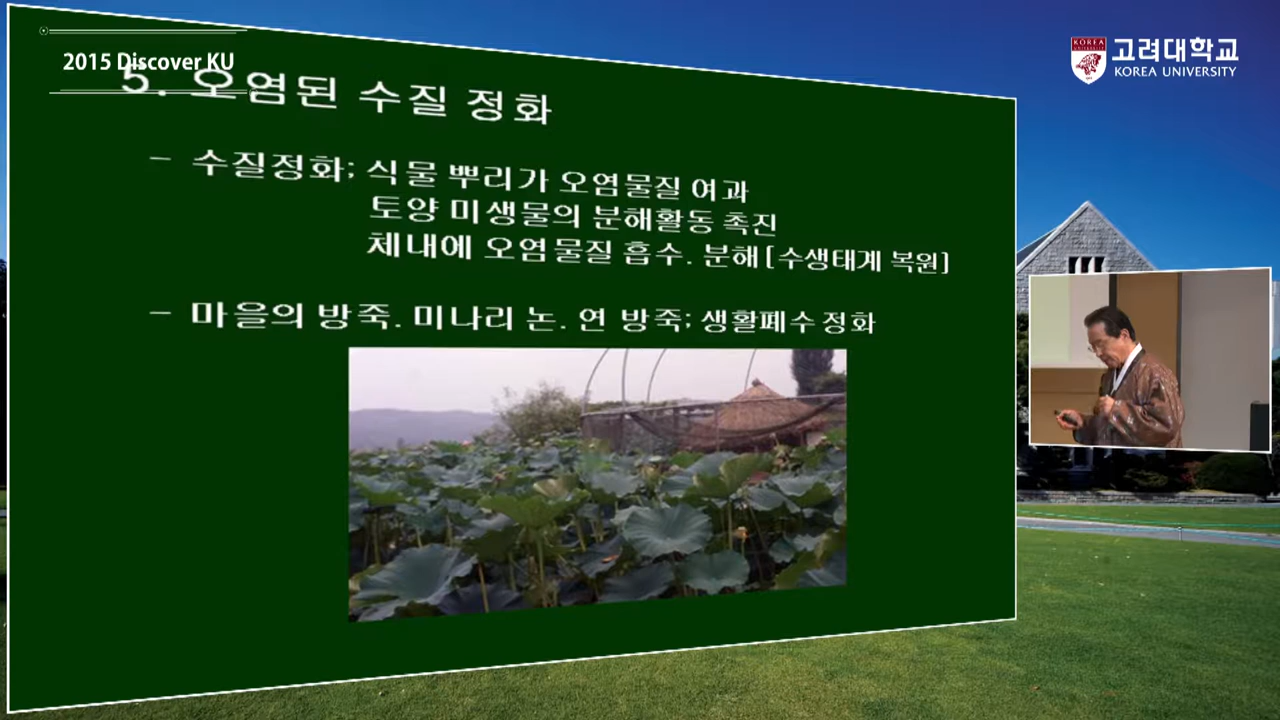 2015 Discover KU
5. 오염된 수질 정화
- 수질정화; 식물 뿌리가 오염물질 여과
토양 미생물의 분해활동 촉진
체내에 오염물질 흡수. 분해[수생태계 복원]
- 마을의 방죽. 미나리 논. 연 방죽; 생활폐수 정화
KOREA
고려대학교
KOREA UNIVERSITY